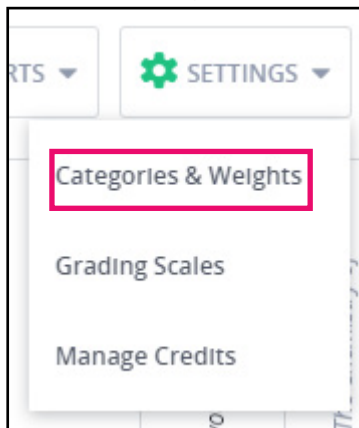 RTS
SETTINGS
Categories & Weights
Grading Scales
Manage Credits